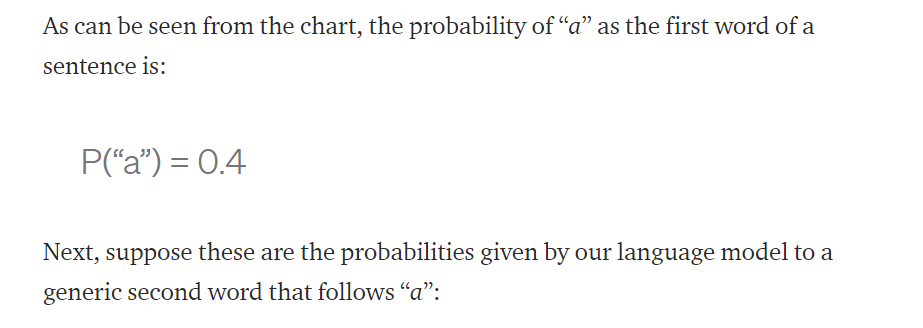 As can be seen from the chart, the probability of “a” as the first word of a
sentence is:
P(“a”) = 0.4
Next, suppose these are the probabilities given by our language model to a
generic second word that follows “a”: